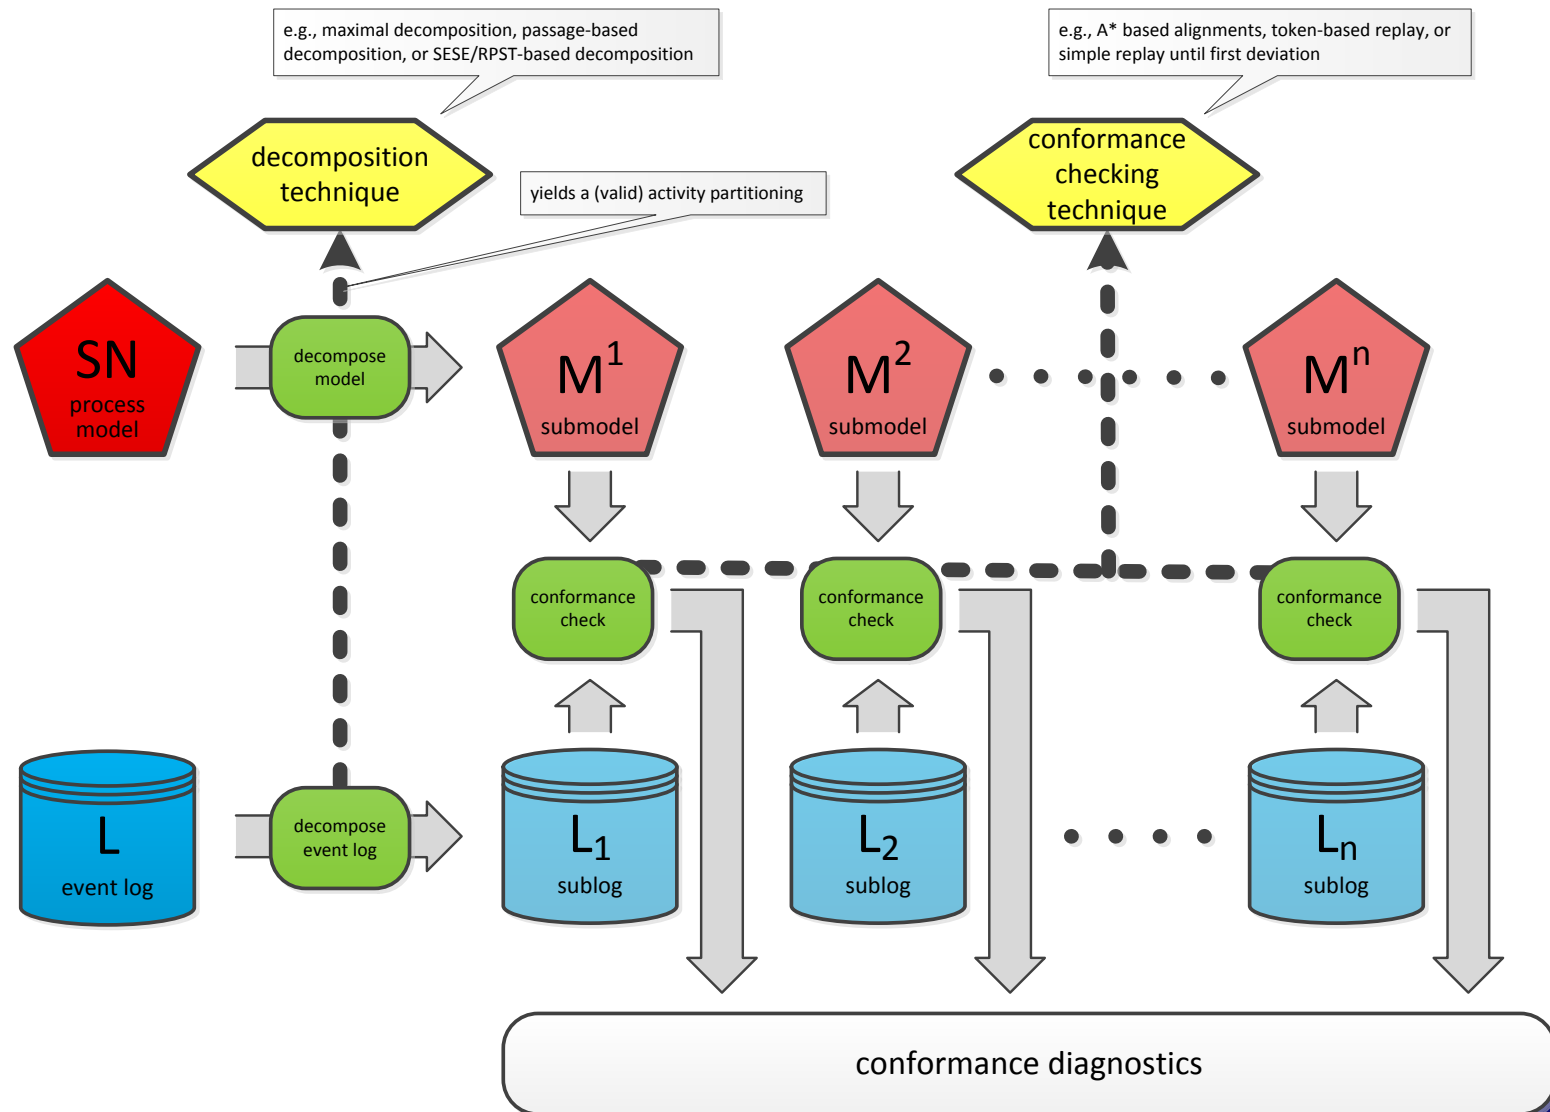 e.g., maximal decomposition, passage-based
decomposition, or SESE/RPST-based decomposition
e.g., A* based alignments, token-based replay, or
simple replay until first deviation
decomposition
technique
conformance
checking
technique
yields a (valid) activity partitioning
SN
process
model
decompose
model
M¹
submodel
M²
submodel
Mⁿ
submodel
conformance
check
conformance
check
conformance
check
L
event log
decompose
event log
L₁
sublog
L₂
sublog
Lₙ
sublog
conformance diagnostics